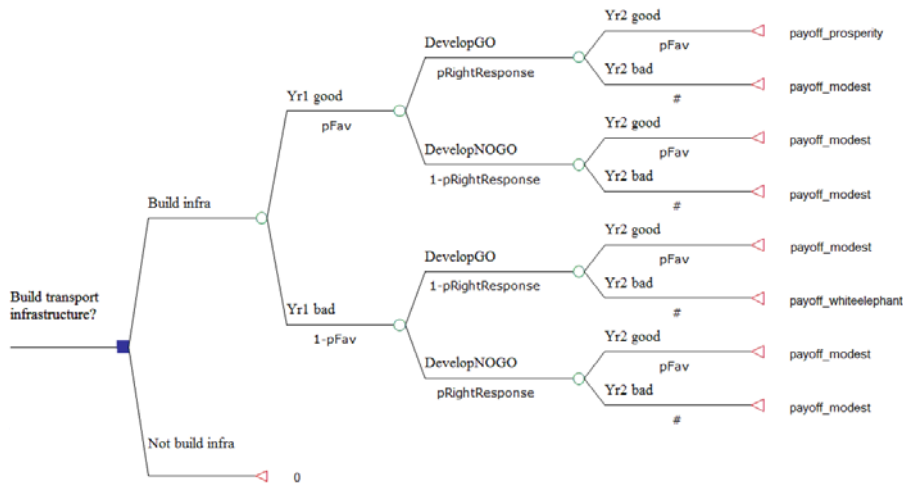 Yr2 good
pFav
payoff_prosperity
DevelopGO
pRightResponse
Yr2 bad
#
payoff_modest
Yr1 good
pFav
Yr2 good
pFav
payoff_modest
DevelopNOGO
1-pRightResponse
Yr2 bad
#
payoff_modest
Build infra
Yr2 good
pFav
payoff_modest
DevelopGO
1-pRightResponse
Yr2 bad
#
payoff_whiteelephant
Build transport
infrastructure?
Yr1 bad
1-pFav
Yr2 good
pFav
payoff_modest
DevelopNOGO
pRightResponse
Yr2 bad
#
payoff_modest
Not build infra
0